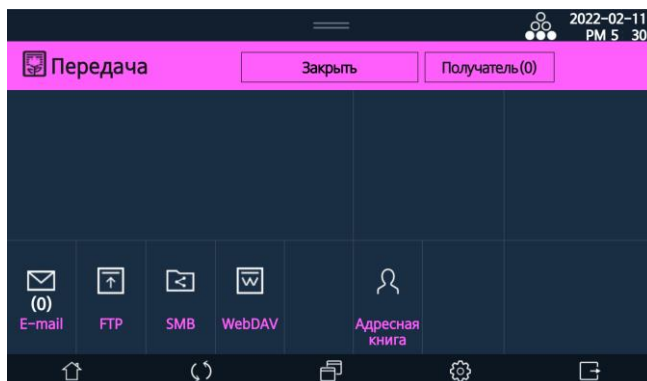 2022-02-11
PM 5 30
Передача
Закрыть
Получатель(0)
(0)
E-mail
FTP
SMB
WebDAV
Адресная
книга